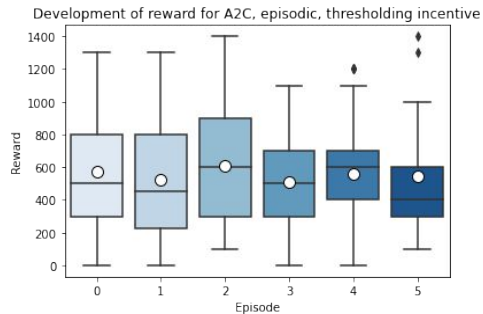 Development of reward for A2C, episodic, thresholding incentive
1400
1200
1000
800
600
400
200
0
Reward
0 1 2 3 4 5
Episode